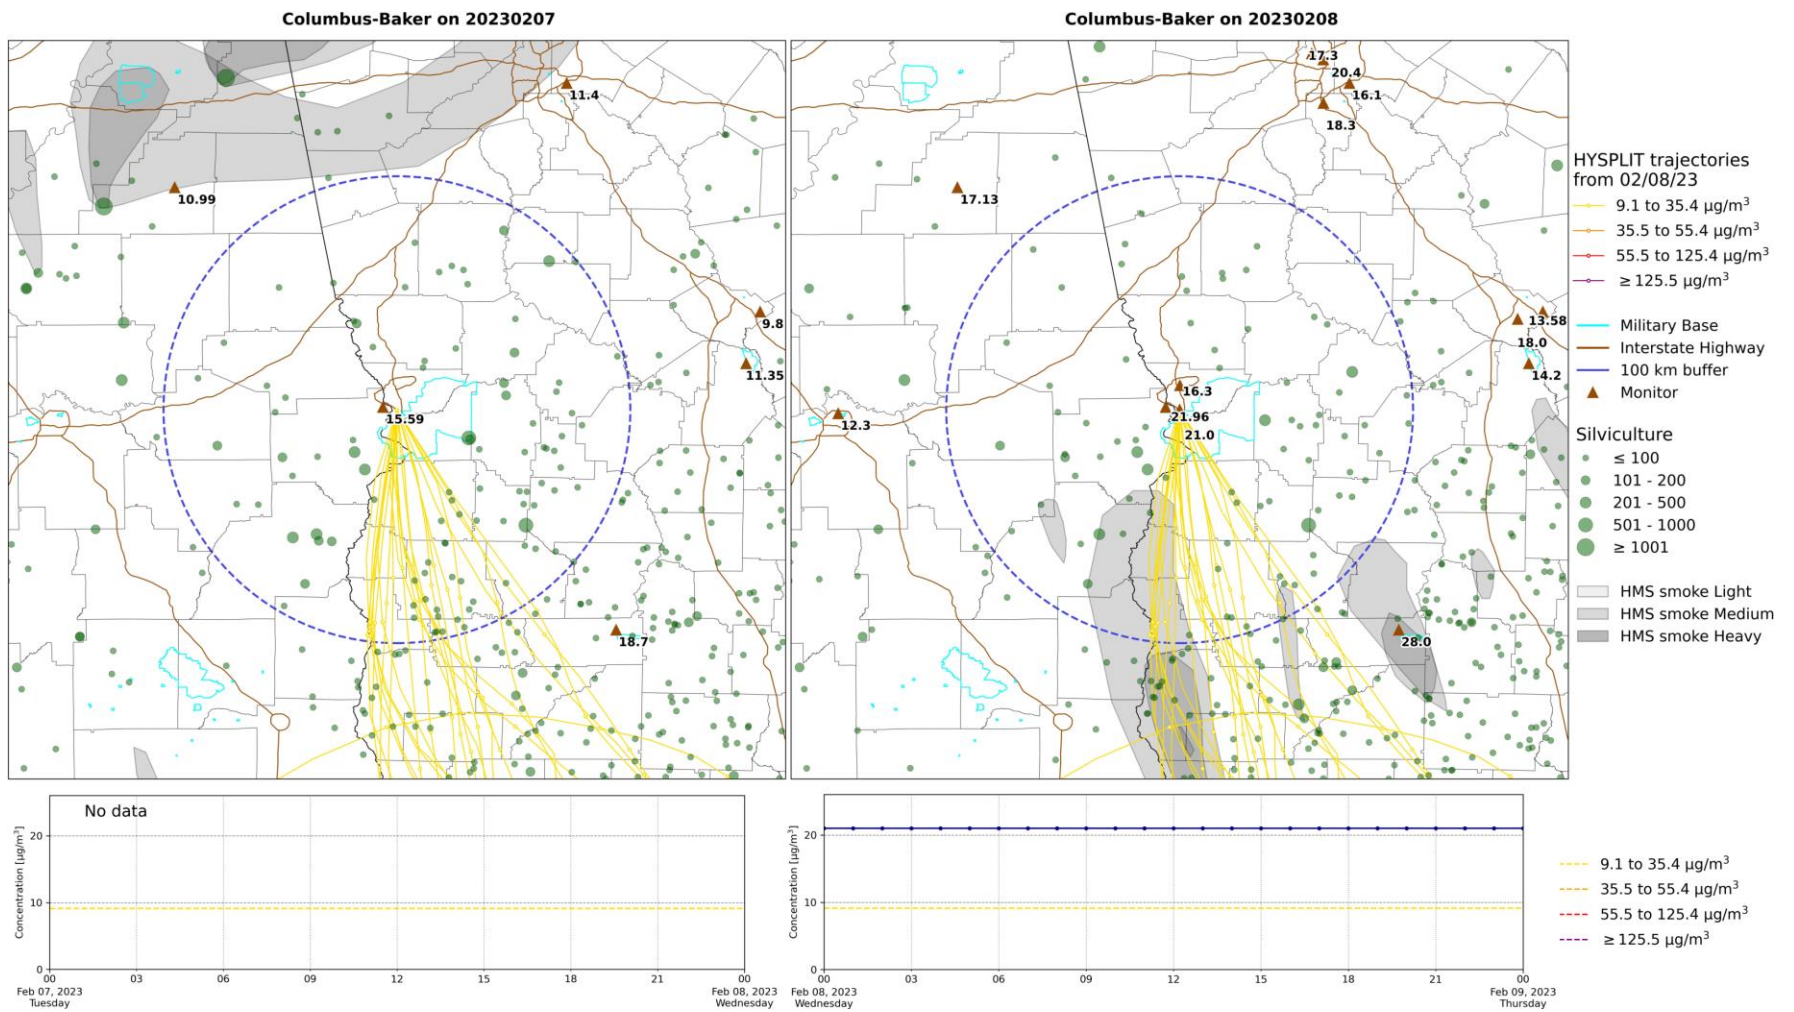 Columbus-Baker on 20230207
11.4
10.99
9.8
11.35
15.59
18.7
Columbus-Baker on 20230208
17.3
20.4
16.1
18.3
17.13
13.58
18.0
14.2
16.3
12.3
21.96
21.0
28.0
HYSPLIT trajectories
from 02/08/23
9.1 to 35.4 µg/m³
35.5 to 55.4 µg/m³
55.5 to 125.4 µg/m³
≥ 125.5 µg/m³
Military Base
Interstate Highway
100 km buffer
Monitor
Silviculture
≤ 100
101 - 200
201 - 500
501 - 1000
≥ 1001
HMS smoke Light
HMS smoke Medium
HMS smoke Heavy
No data
Concentration [µg/m³]
20
10
0
00 03 06 09 12 15 18 21 00
Feb 07, 2023
Tuesday
Feb 08, 2023
Wednesday
Concentration [µg/m³]
20
10
0
00 03 06 09 12 15 18 21 00
Feb 08, 2023
Wednesday
Feb 09, 2023
Thursday
9.1 to 35.4 µg/m³
35.5 to 55.4 µg/m³
55.5 to 125.4 µg/m³
≥ 125.5 µg/m³